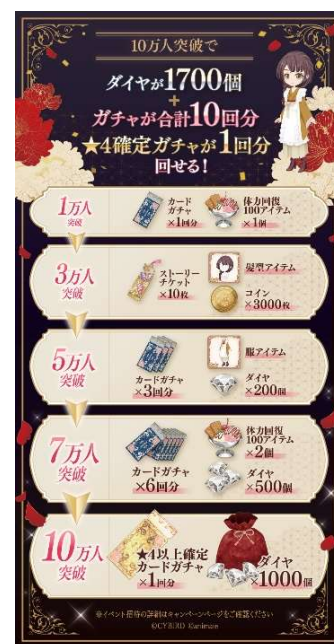 10万人突破で
ダイヤが1700個
+
ガチャが合計10回分
★4確定ガチャが1回分
回せる！
1万人
突破
カード
ガチャ
×1回分
体力回復
100アイテム
×1個
3万人
突破
ストーリー
チケット
×10枚
髪型アイテム
コイン
×3000枚
5万人
突破
カードガチャ
×3回分
服アイテム
ダイヤ
×200個
7万人
突破
カードガチャ
×6回分
体力回復
100アイテム
×2個
ダイヤ
×500個
10万人
突破
★4以上確定
カードガチャ
×1回分
ダイヤ
×1000個
※イベント招待の詳細はキャンペーンページをご確認ください
©CYBIRD ©animate